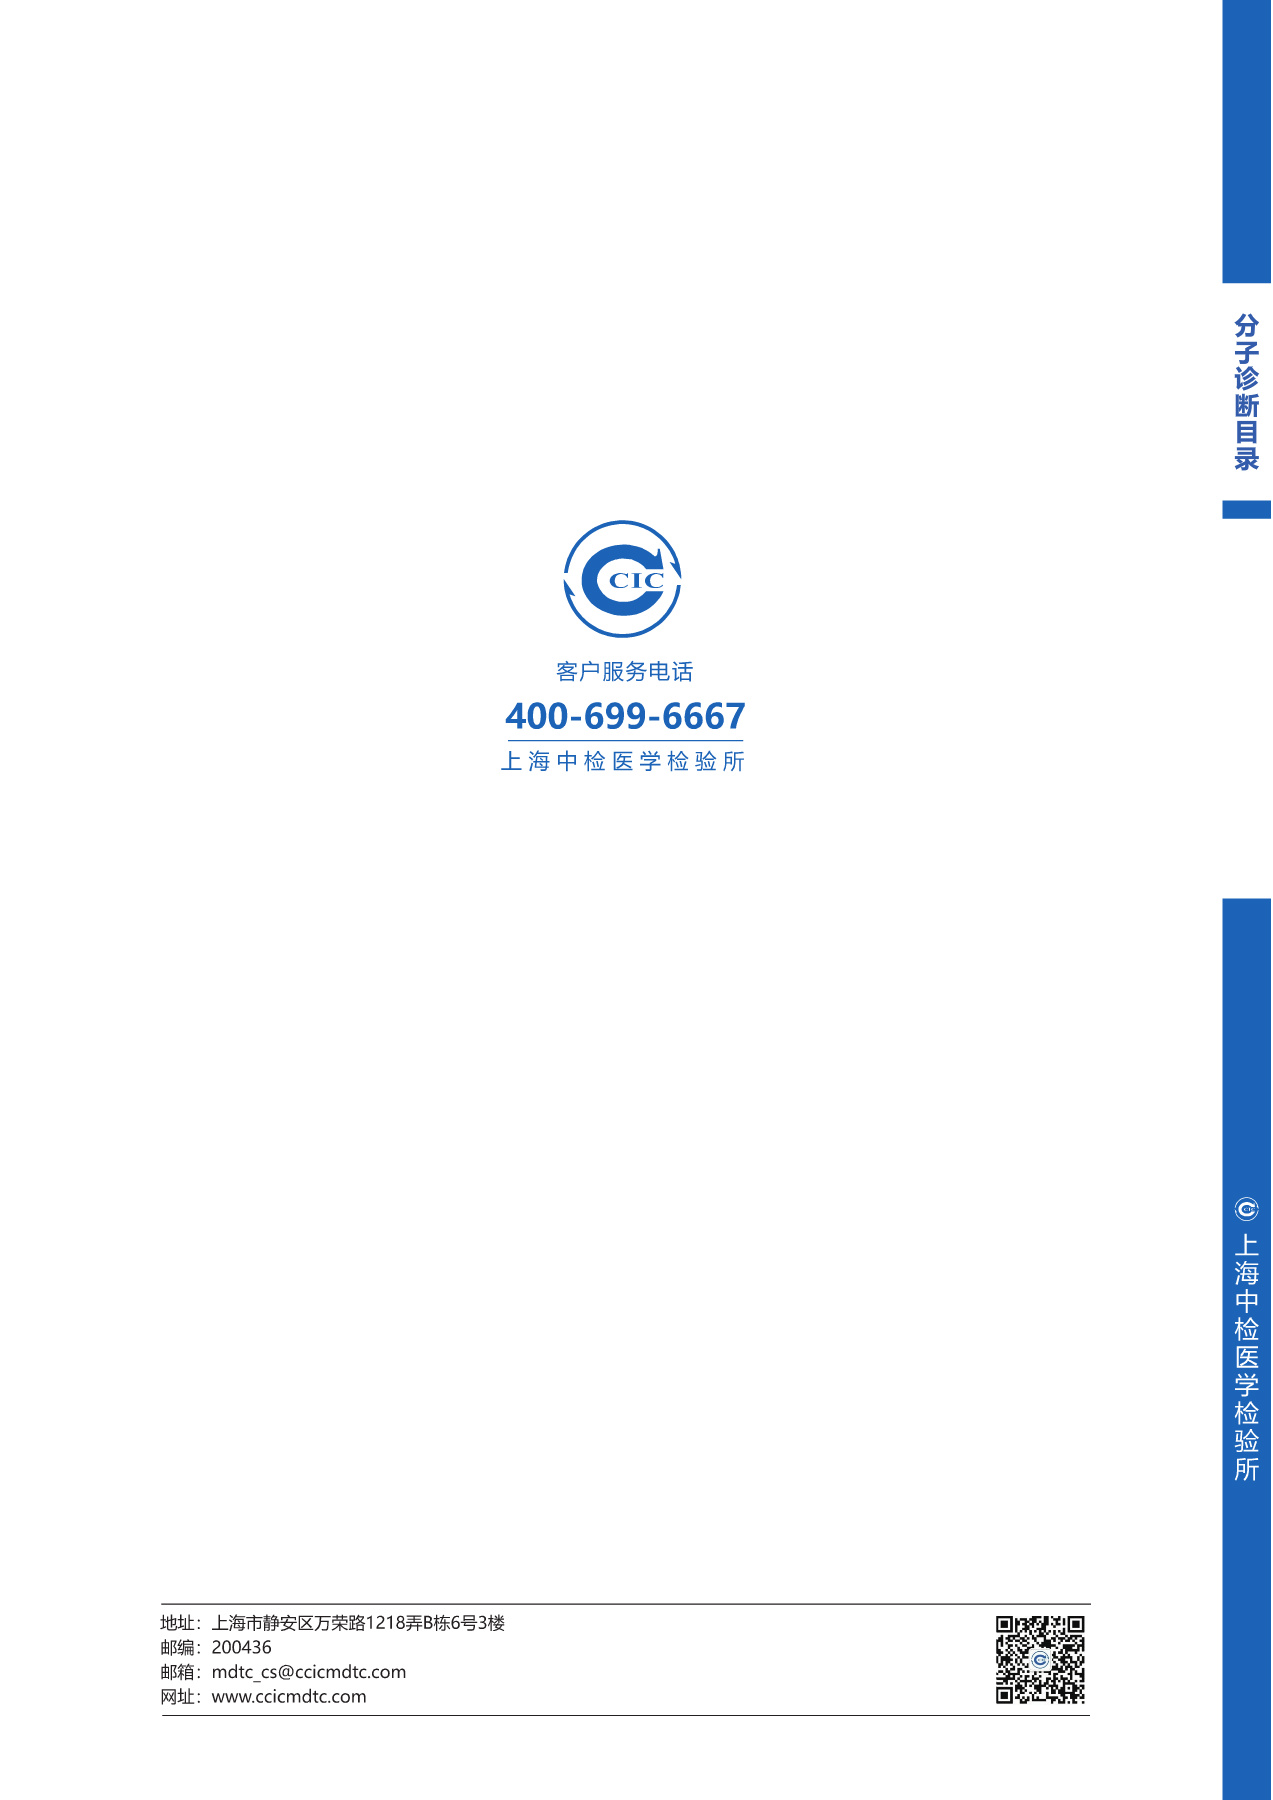 CIC
客户服务电话
400-699-6667
上海中检医学检验所
分子诊断目录
上海中检医学检验所
地址：上海市静安区万荣路1218弄B栋6号3楼
邮编：200436
邮箱：mdtc_cs@ccicmdtc.com
网址：www.ccicmdtc.com